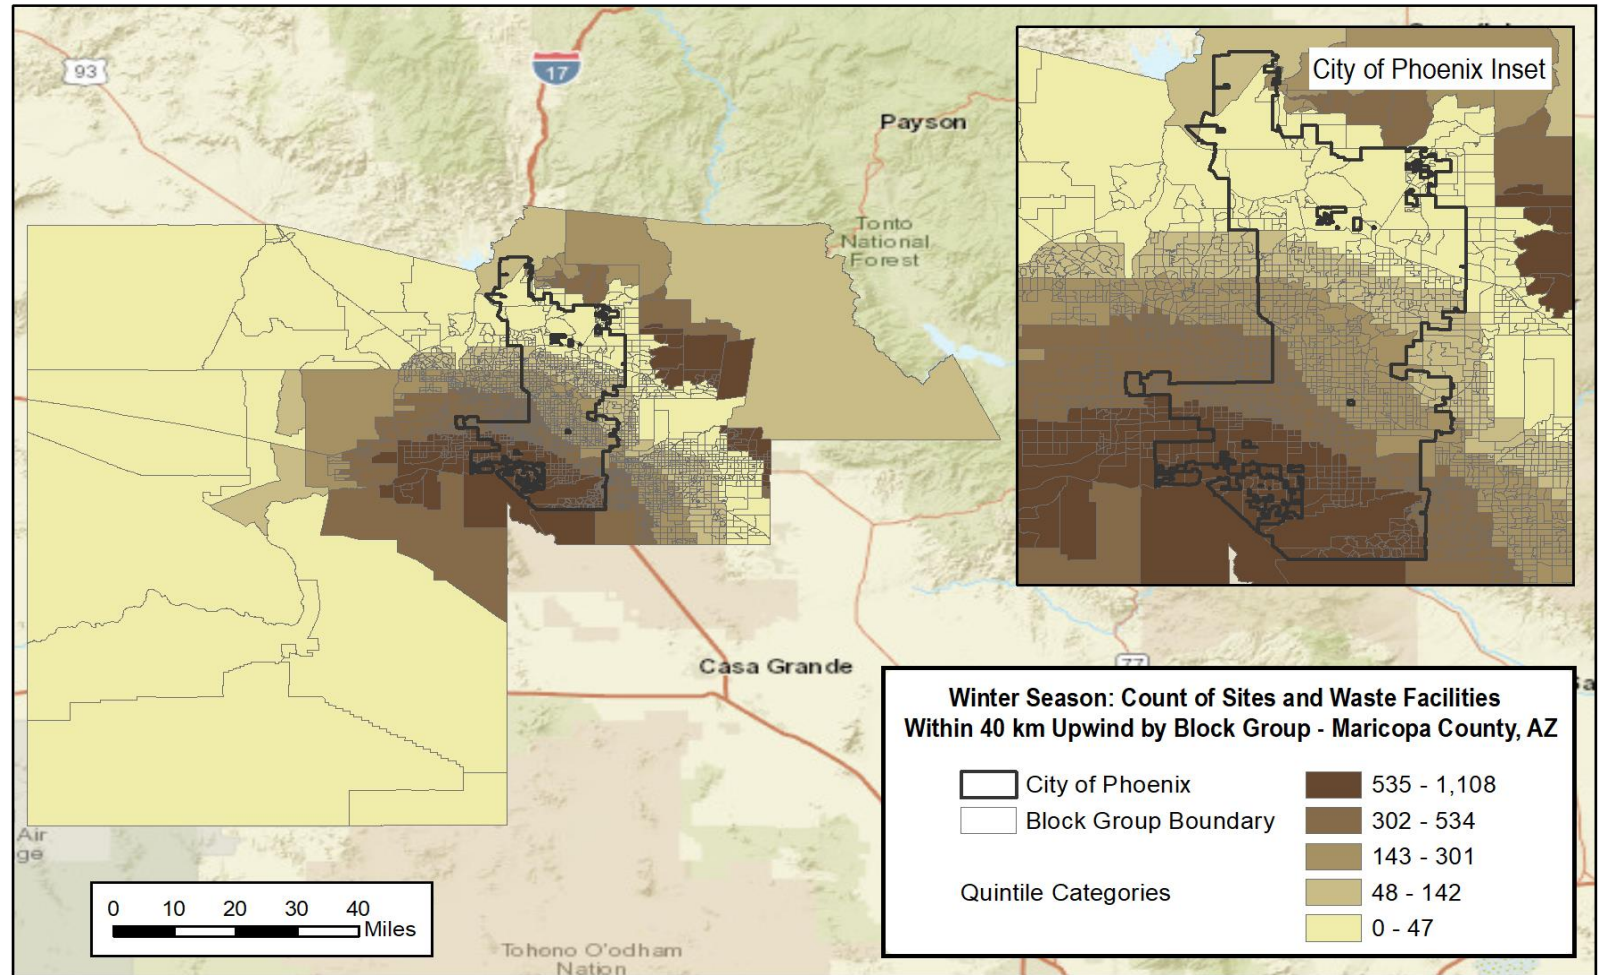 93
17
Payson
Tonto
National
Forest
City of Phoenix Inset
Casa Grande
77
Winter Season: Count of Sites and Waste Facilities
Within 40 km Upwind by Block Group - Maricopa County, AZ
City of Phoenix
Block Group Boundary
Quintile Categories
535 - 1,108
302 - 534
143 - 301
48 - 142
0 - 47
Air
ge
0 10 20 30 40
Miles
Tohono O'odham
Nation